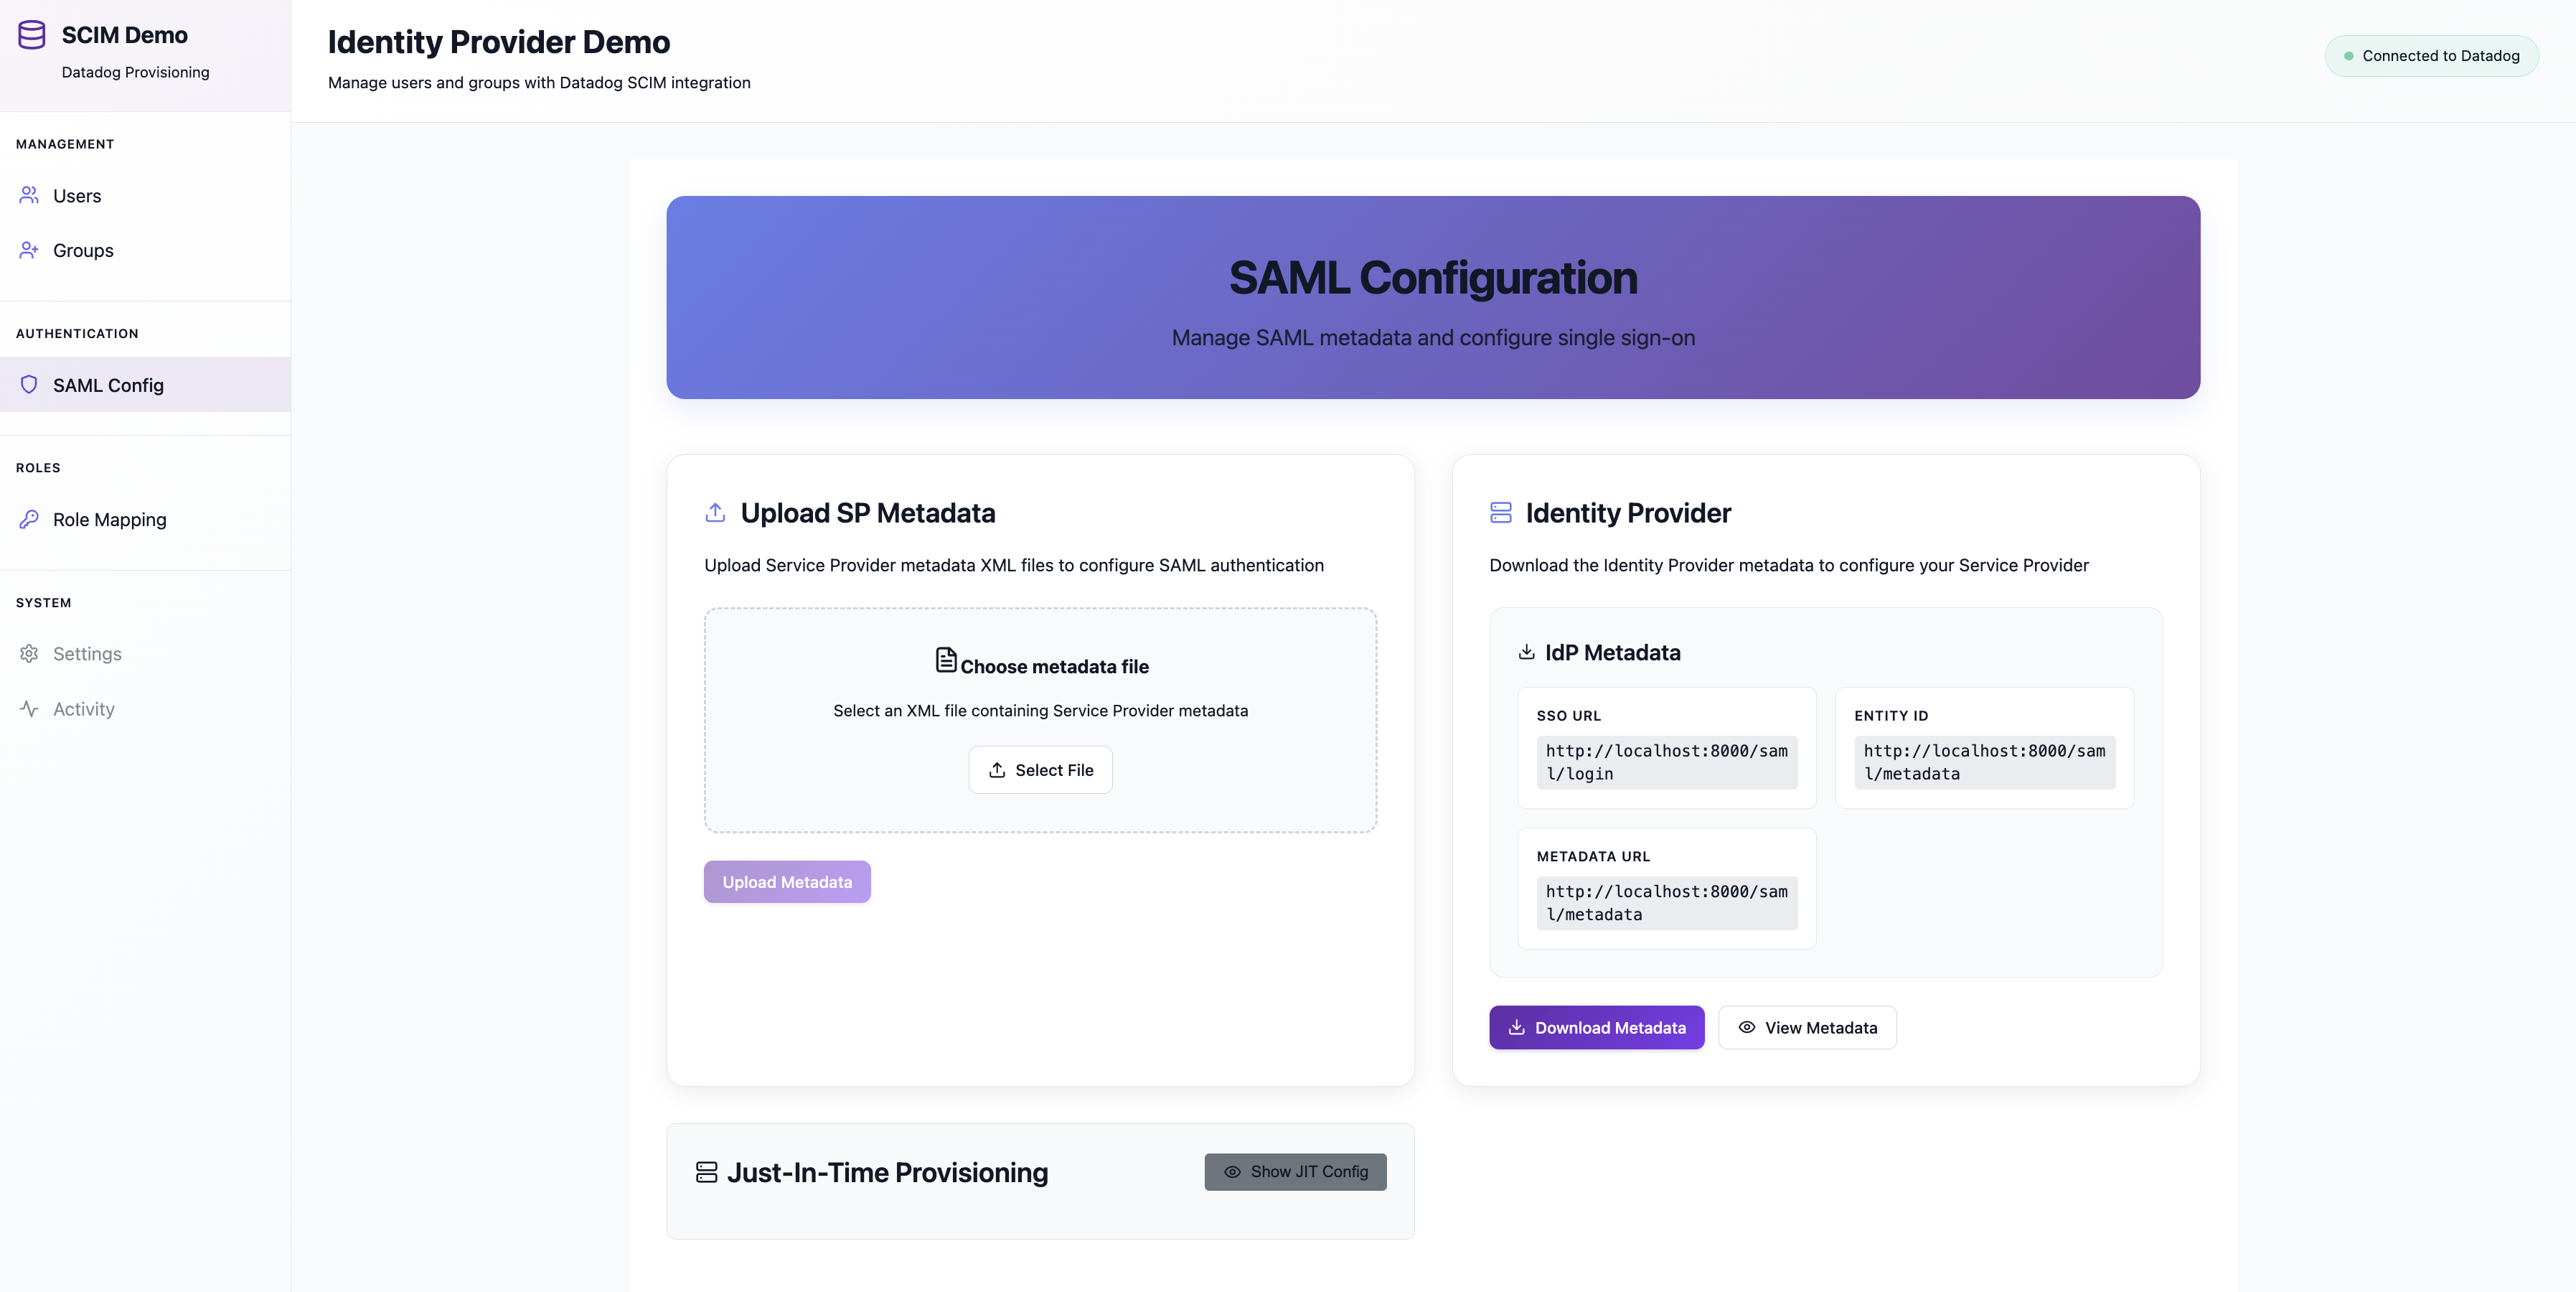 SCIM Demo
Datadog Provisioning
MANAGEMENT
Users
Groups
AUTHENTICATION
SAML Config
ROLES
Role Mapping
SYSTEM
Settings
Activity
Identity Provider Demo
Manage users and groups with Datadog SCIM integration
Connected to Datadog
SAML Configuration
Manage SAML metadata and configure single sign-on
Upload SP Metadata
Upload Service Provider metadata XML files to configure SAML authentication
Choose metadata file
Select an XML file containing Service Provider metadata
Select File
Upload Metadata
Identity Provider
Download the Identity Provider metadata to configure your Service Provider
IdP Metadata
SSO URL
http://localhost:8000/sam
l/login
ENTITY ID
http://localhost:8000/sam
l/metadata
METADATA URL
http://localhost:8000/sam
l/metadata
Download Metadata
View Metadata
Just-In-Time Provisioning
Show JIT Config